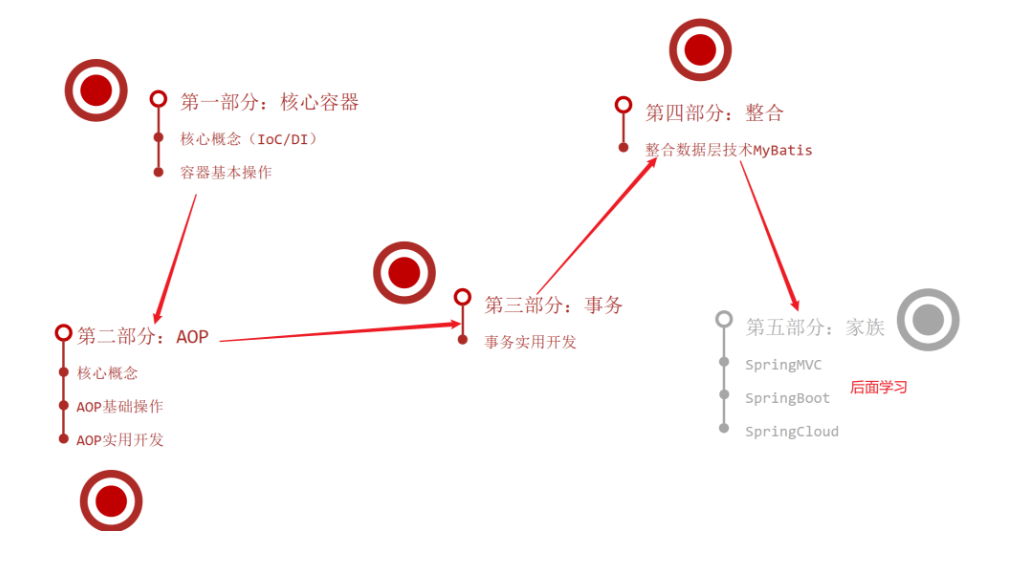 第一部分：核心容器
核心概念（IoC/DI）
容器基本操作
第二部分：AOP
核心概念
AOP基础操作
AOP实用开发
第三部分：事务
事务实用开发
第四部分：整合
整合数据层技术MyBatis
第五部分：家族
SpringMVC
SpringBoot
SpringCloud
后面学习